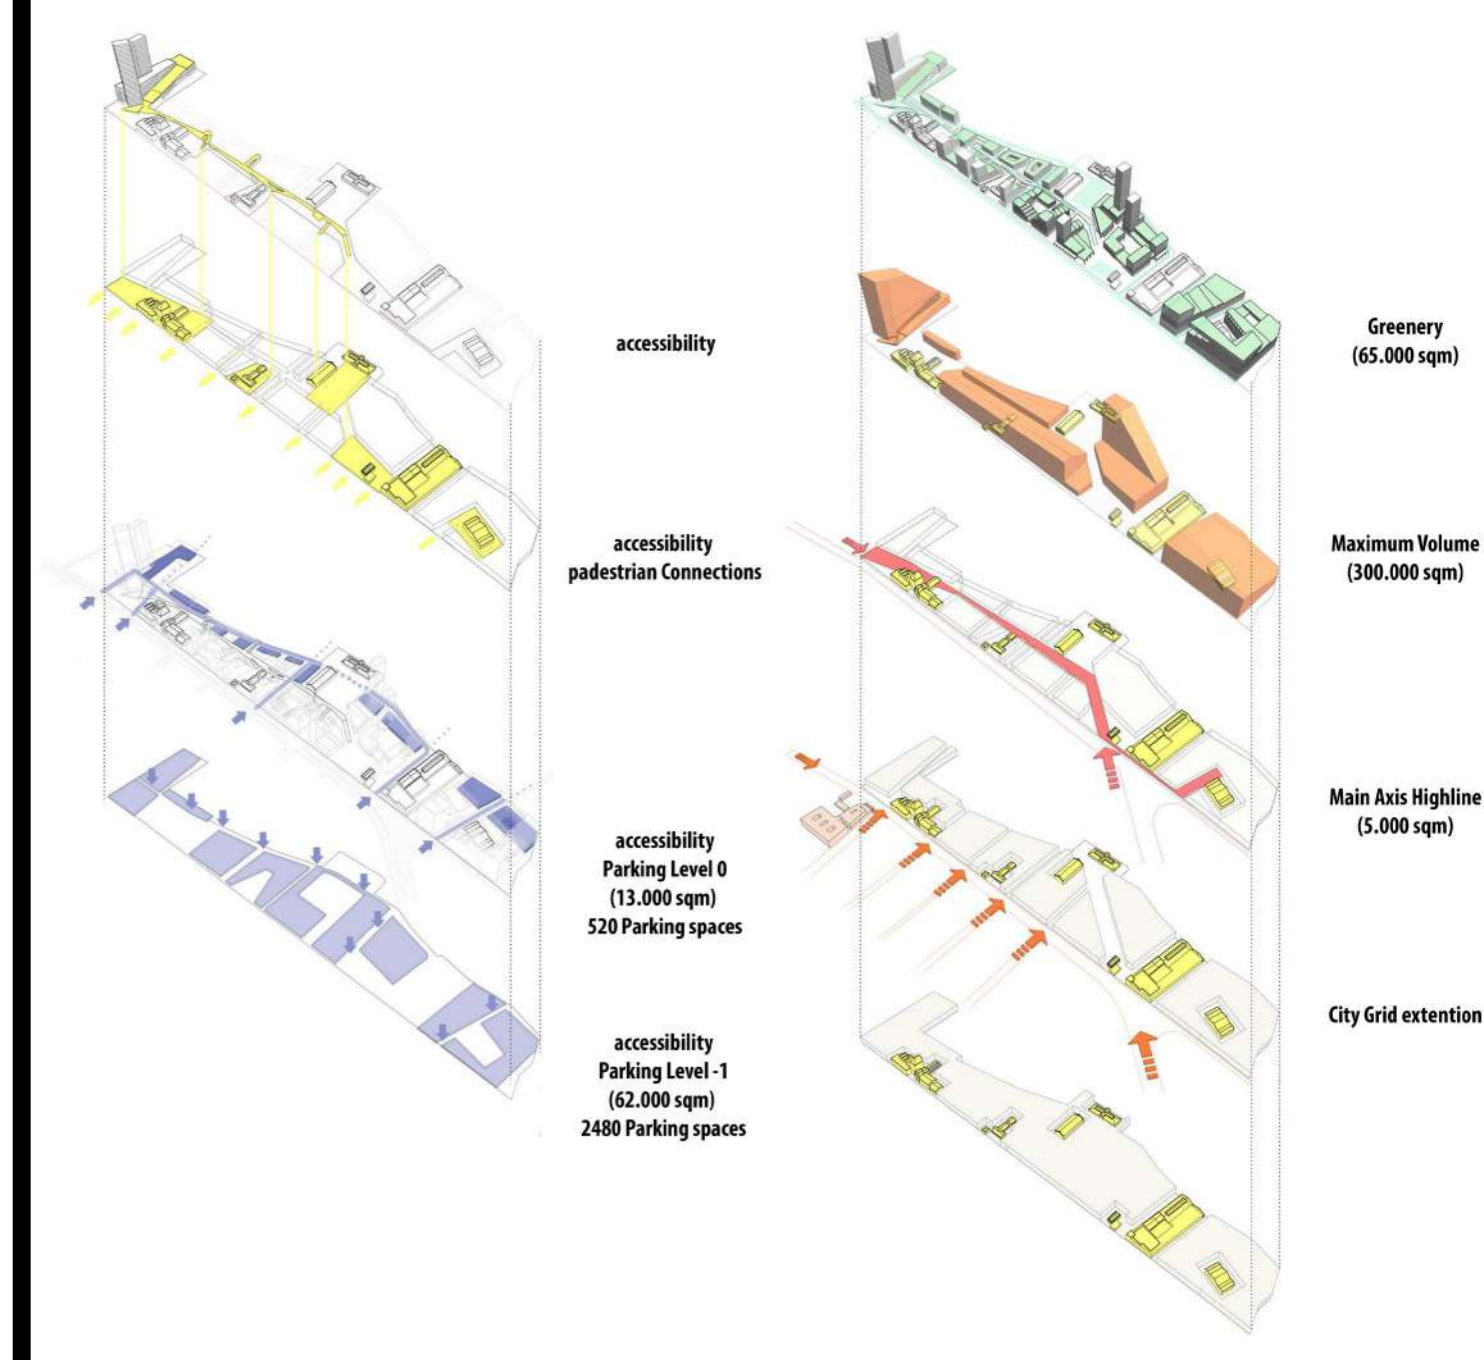 accessibility
accessibility
padestrian Connections
accessibility
Parking Level 0
(13.000 sqm)
520 Parking spaces
accessibility
Parking Level -1
(62.000 sqm)
2480 Parking spaces
Greenery
(65.000 sqm)
Maximum Volume
(300.000 sqm)
Main Axis Highline
(5.000 sqm)
City Grid extention